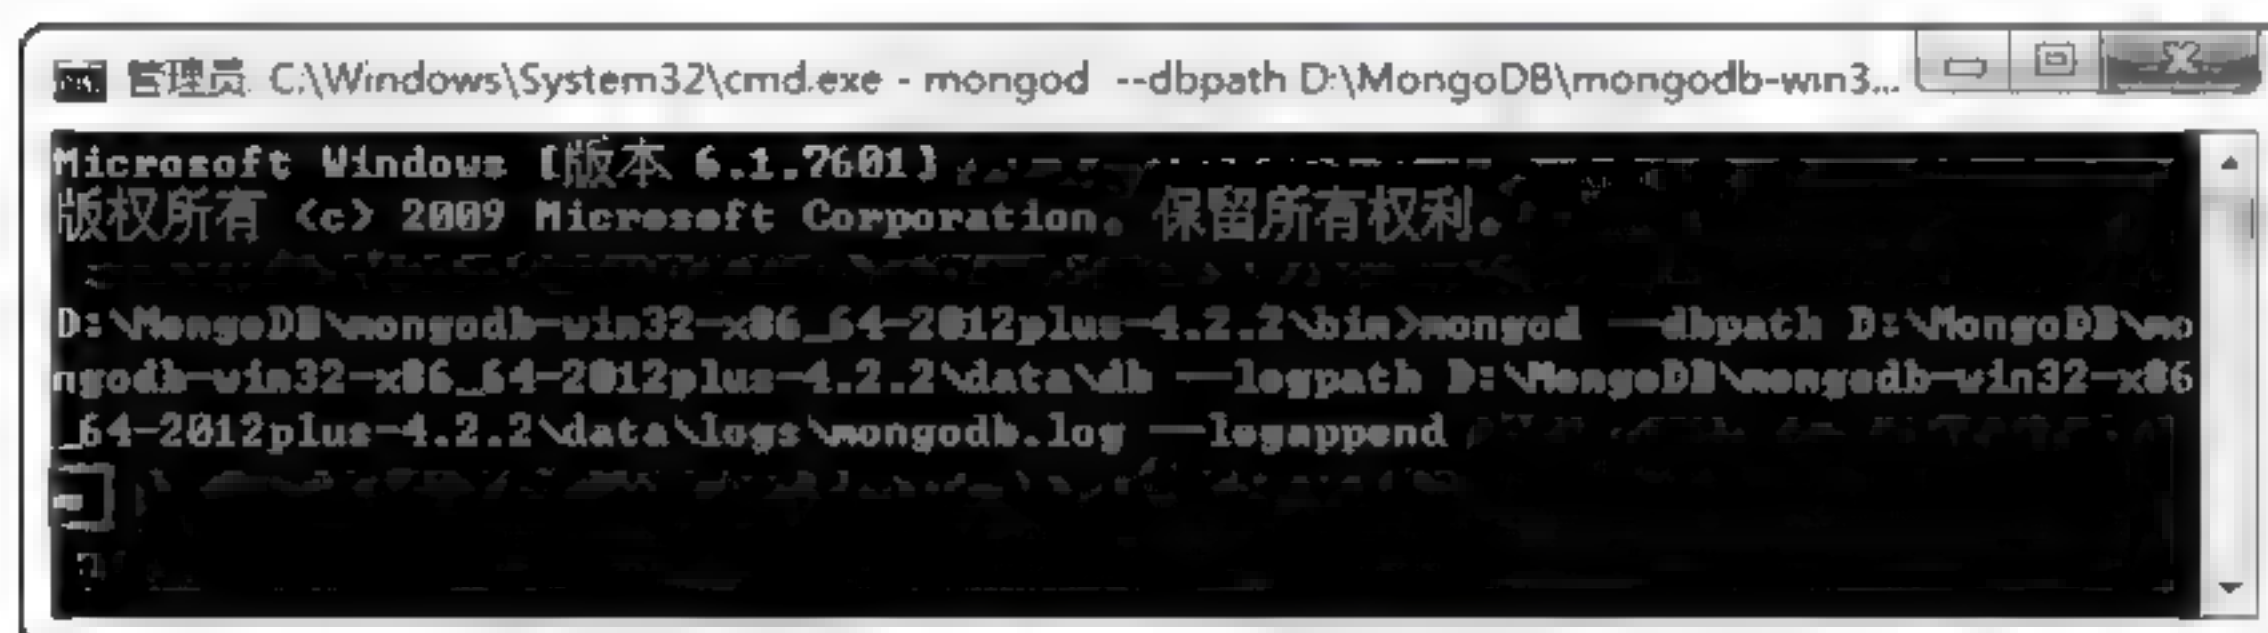 管理员 C:\Windows\System32\cmd.exe - mongod --dbpath D:\MongoDB\mongodb-win3...
Microsoft Windows [版本 6.1.7601]
版权所有 <c> 2009 Microsoft Corporation。保留所有权利。
D:\MongoDB\mongodb-win32-x86_64-2012plus-4.2.2\bin>mongod --dbpath D:\MongoDB\mo
ngodb-win32-x86_64-2012plus-4.2.2\data\db --logpath D:\MongoDB\mongodb-win32-x86
_64-2012plus-4.2.2\data\logs\mongodb.log --logappend